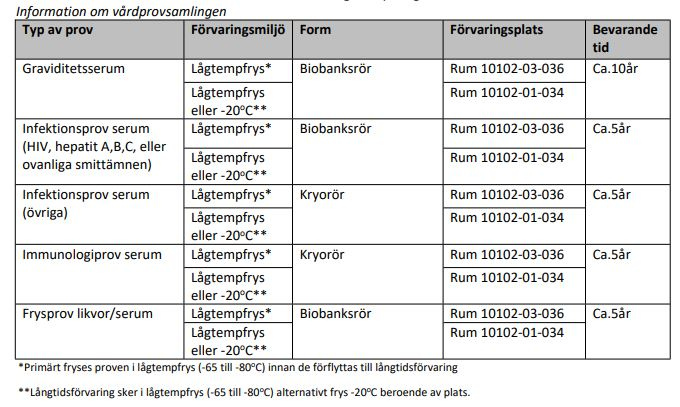 Information om vårdprovsamlingen
Typ av prov Förvaringsmiljö Form Förvaringsplats Bevarande
tid
Graviditetsserum Lågtempfrys* Biobanksrör Rum 10102-03-036 Ca.10år
Lågtempfrys Rum 10102-01-034
eller -20°C**
Infektionsprov serum Lågtempfrys* Biobanksrör Rum 10102-03-036 Ca.5år
(HIV, hepatit A,B,C, eller Lågtempfrys Rum 10102-01-034
ovanliga smittämnen) eller -20°C**
Infektionsprov serum Lågtempfrys* Kryorör Rum 10102-03-036 Ca.5år
(övriga) Lågtempfrys Rum 10102-01-034
eller -20°C**
Immunologiprov serum Lågtempfrys* Kryorör Rum 10102-03-036 Ca.5år
Lågtempfrys Rum 10102-01-034
eller -20°C**
Frysprov likvor/serum Lågtempfrys* Biobanksrör Rum 10102-03-036 Ca.5år
Lågtempfrys Rum 10102-01-034
eller -20°C**
*Primärt fryses proven i lågtempfrys (-65 till -80°C) innan de förflyttas till långtidsförvaring
**Långtidsförvaring sker i lågtempfrys (-65 till -80°C) alternativt frys -20°C beroende av plats.